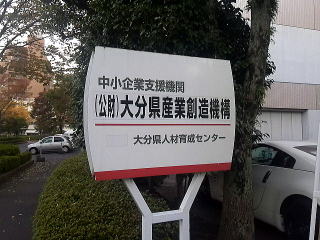 中小企業支援機関
(公財)大分県産業創造機構
大分県人材育成センター